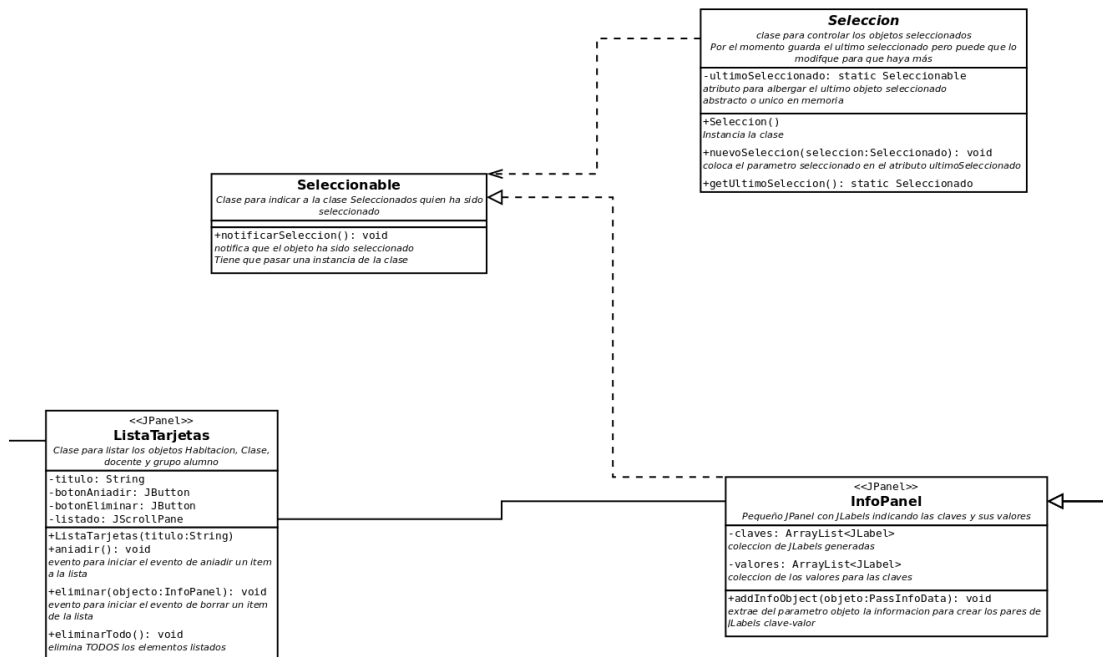 Seleccion
clase para controlar los objetos seleccionados
Por el momento guarda el ultimo seleccionado pero puede que lo
modifque para que haya más
-ultimoSeleccionado: static Seleccionable
atributo para albergar el ultimo objeto seleccionado
abstracto o unico en memoria
+Seleccion()
Instancia la clase
+nuevoSeleccion(seleccion:Seleccionado): void
coloca el parametro seleccionado en el atributo ultimoSeleccionado
+getUltimoSeleccion(): static Seleccionado
Seleccionable
Clase para indicar a la clase Seleccionados quien ha sido
seleccionado
+notificarSeleccion(): void
notifica que el objeto ha sido seleccionado
Tiene que pasar una instancia de la clase
<<JPanel>>
ListaTarjetas
Clase para listar los objetos Habitacion, Clase,
docente y grupo alumno
-titulo: String
-botonAniadir: JButton
-botonEliminar: JButton
-listado: JScrollPane
+ListaTarjetas(titulo:String)
+aniadir(): void
evento para iniciar el evento de aniadir un item
a la lista
+eliminar(objecto:InfoPanel): void
evento para iniciar el evento de borrar un item
de la lista
+eliminarTodo(): void
elimina TODOS los elementos listados
<<JPanel>>
InfoPanel
Pequeño JPanel con JLabels indicando las claves y sus valores
-claves: ArrayList<JLabel>
coleccion de JLabels generadas
-valores: ArrayList<JLabel>
coleccion de los valores para las claves
+addInfoObject(objeto:PassInfoData): void
extrae del parametro objeto la informacion para crear los pares de
JLabels clave-valor